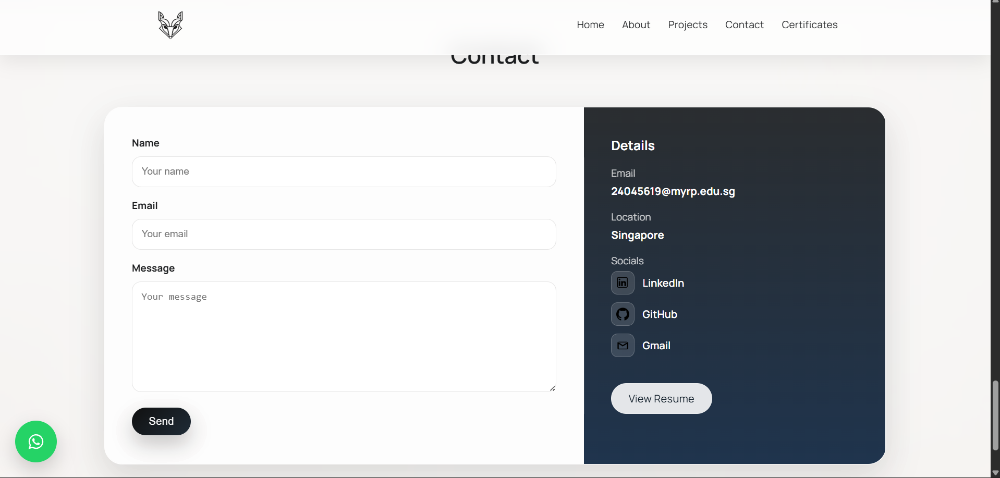 Home About Projects Contact Certificates
Contact
Name
Your name
Email
Your email
Message
Your message
Send
Details
Email
24045619@myrp.edu.sg
Location
Singapore
Socials
LinkedIn
GitHub
Gmail
View Resume